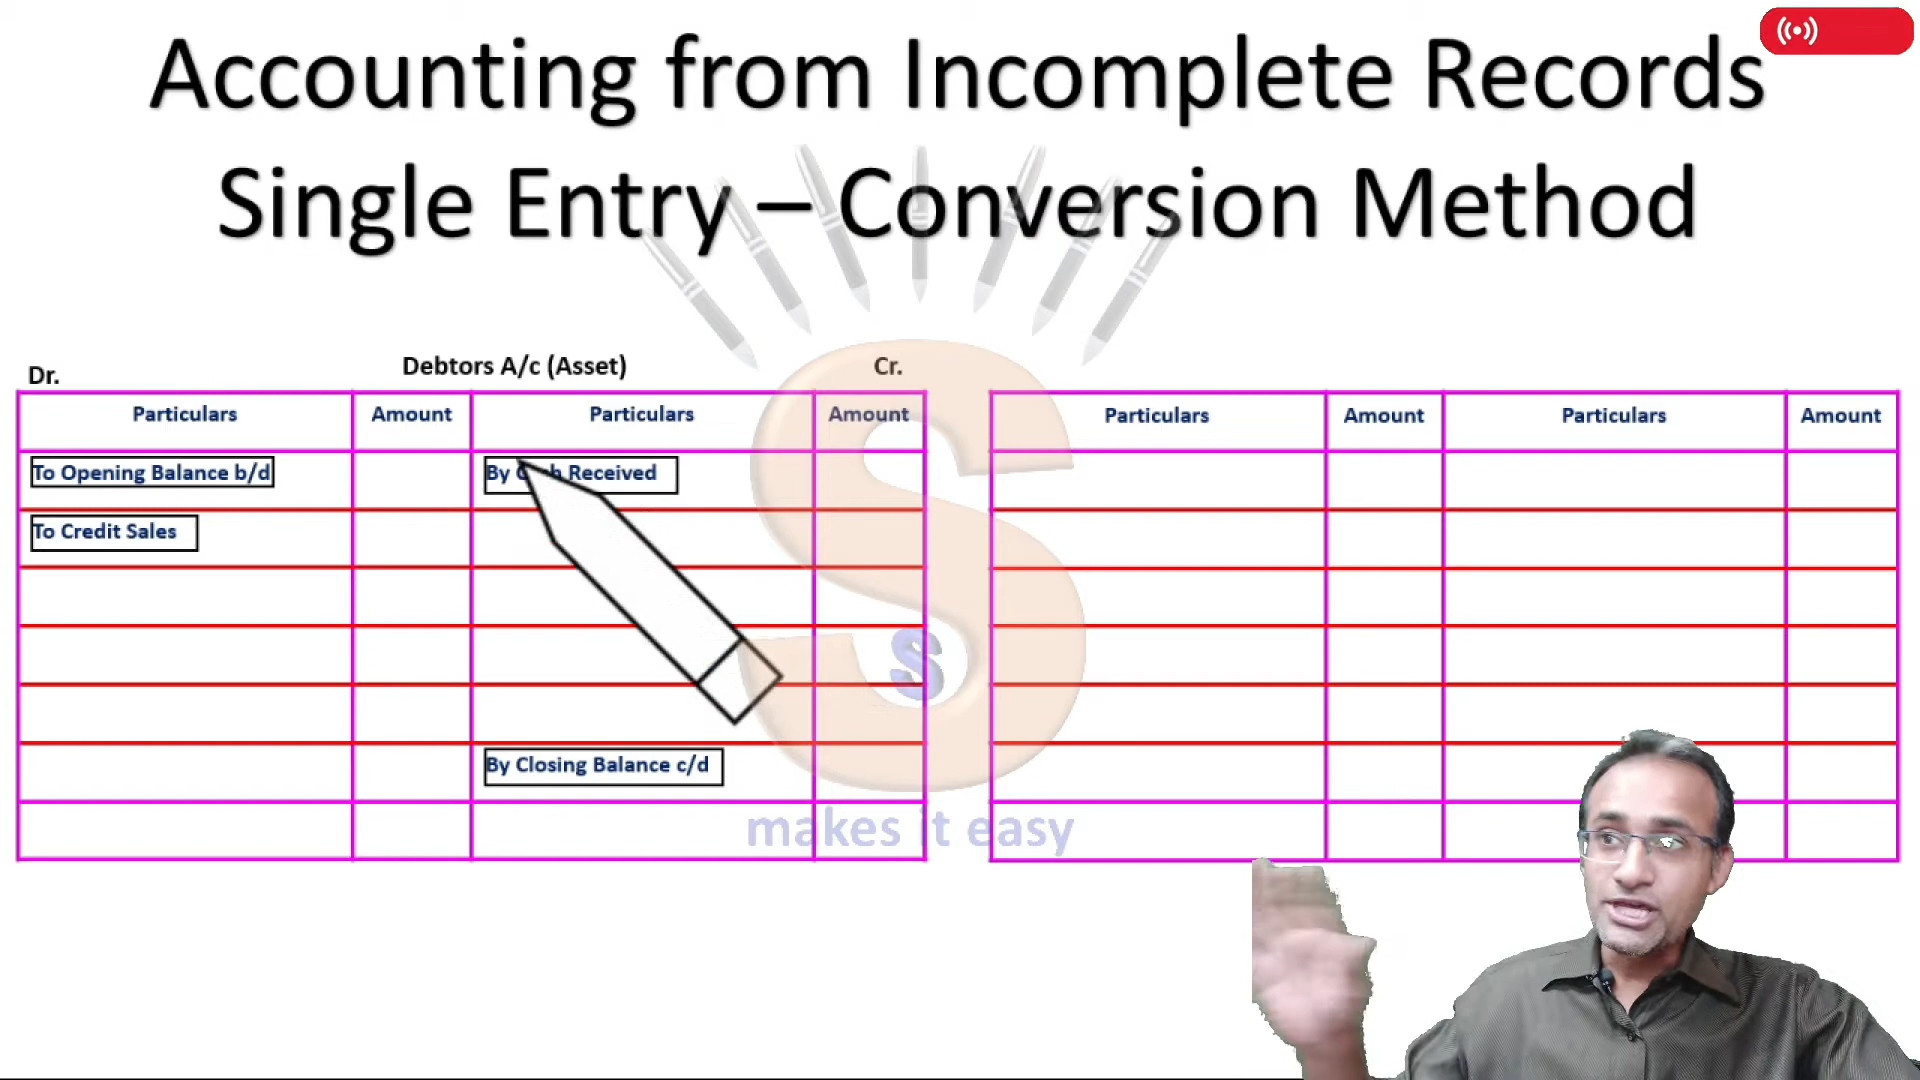 Accounting from Incomplete Records
Single Entry – Conversion Method
Dr. Debtors A/c (Asset) Cr.
Particulars Amount Particulars Amount
To Opening Balance b/d By Received
To Credit Sales
By Closing Balance c/d
Particulars Amount Particulars Amount
S
S
makes it easy